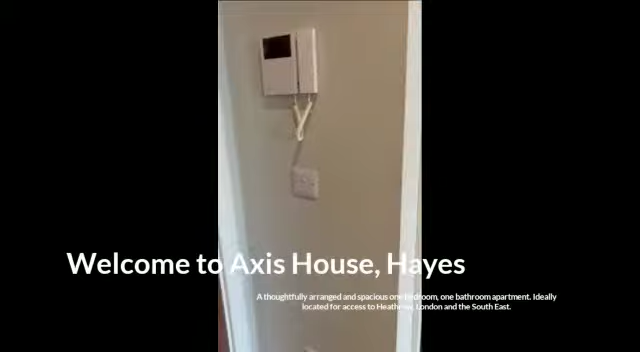 Welcome to Axis House, Hayes
A thoughtfully arranged and spacious one bedroom, one bathroom apartment. Ideally
located for access to Heathrow, London and the South East.